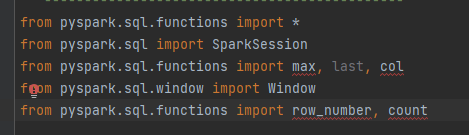 from pyspark.sql.functions import *
from pyspark.sql import SparkSession
from pyspark.sql.functions import max, last, col
from pyspark.sql.window import Window
from pyspark.sql.functions import row_number, count